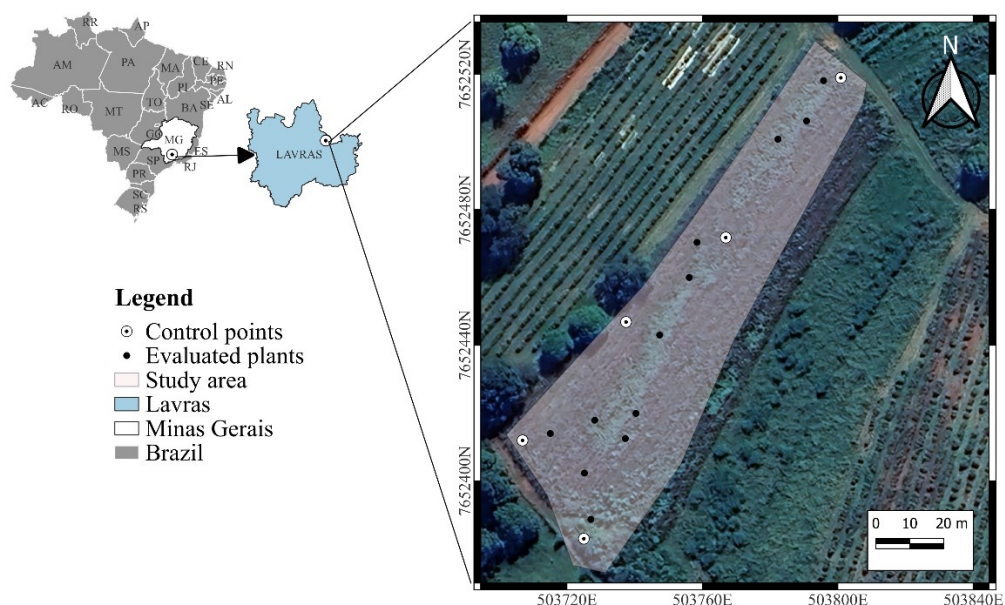 RR
AP
AM
PA
MA
CE
RN
PE
PI
AC
RO
TO
AL
SE
MT
BA
GO
MG
MS
ES
SP
RJ
PR
SC
RS
LAVRAS
Legend
Control points
Evaluated plants
Study area
Lavras
Minas Gerais
Brazil
7652520N
7652480N
7652440N
7652400N
N
0 10 20 m
503720E
503760E
503800E
503840E